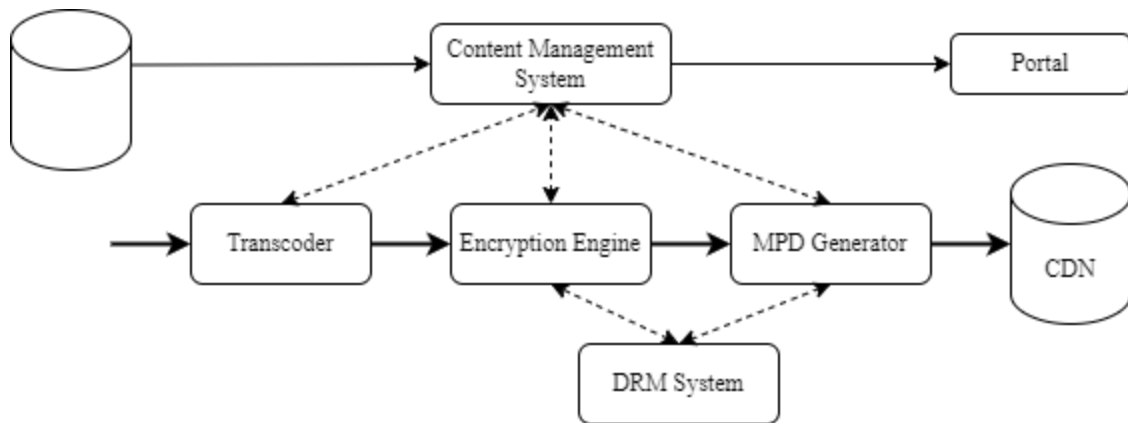 Content Management
System
Portal
Transcoder
Encryption Engine
MPD Generator
CDN
DRM System